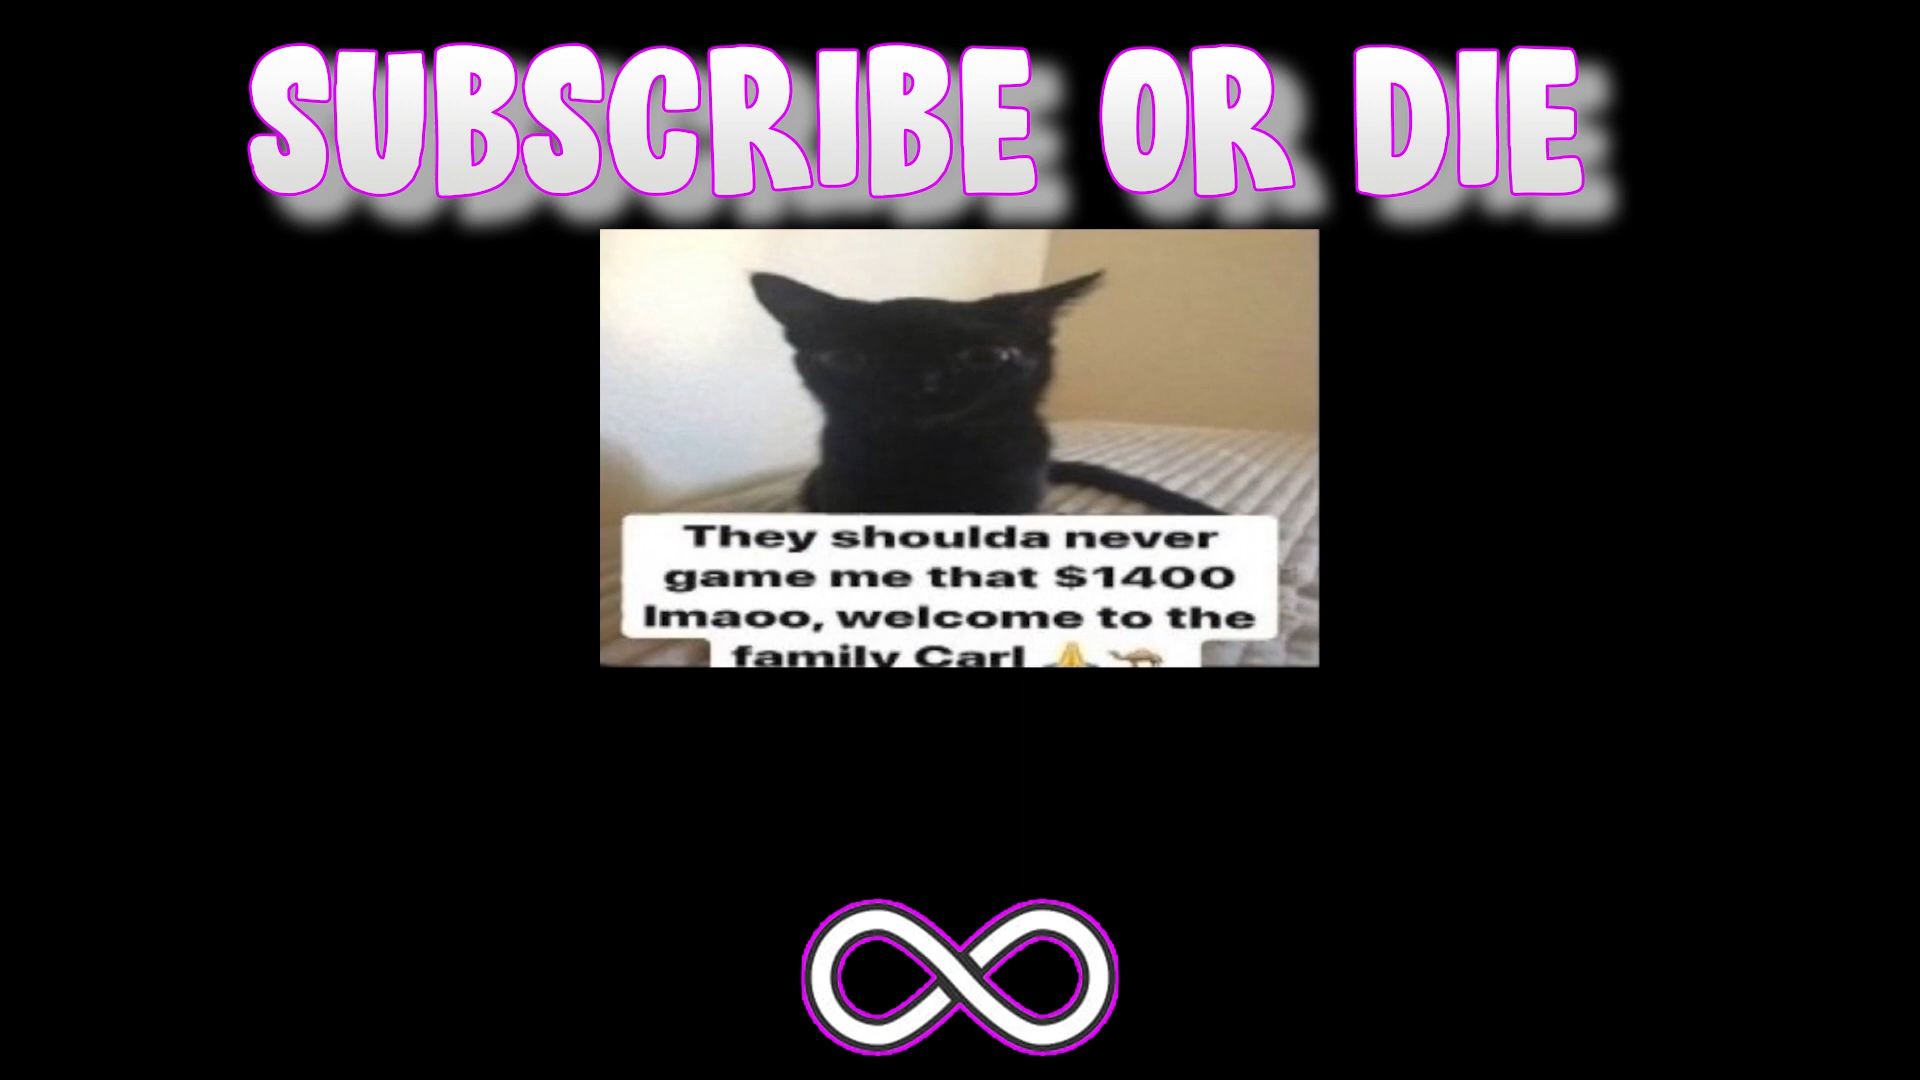 SUBSCRIBE OR DIE
They shoulda never
game me that $1400
lmaoo, welcome to the
family Carl 🙏 🐪